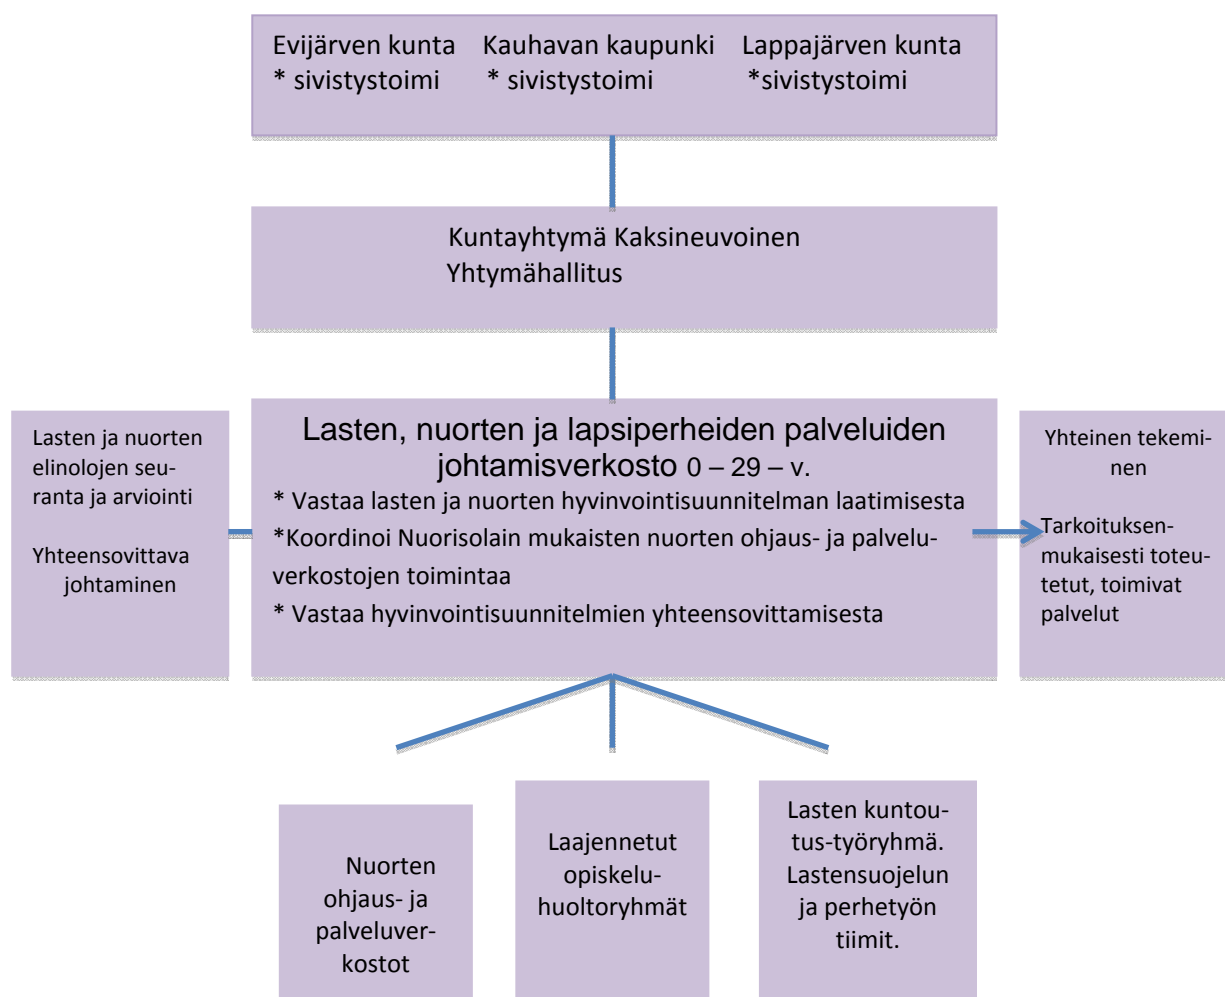 Evijärven kunta Kauhavan kaupunki Lappajärven kunta
* sivistystoimi * sivistystoimi *sivistystoimi
Kuntayhtymä Kaksineuvoinen
Yhtymähallitus
Lasten ja nuorten
elinolojen seu-
ranta ja arviointi
Yhteensovittava
johtaminen
Lasten, nuorten ja lapsiperheiden palveluiden
johtamisverkosto 0 – 29 – v.
* Vastaa lasten ja nuorten hyvinvointisuunnitelman laatimisesta
*Koordinoi Nuorisolain mukaisten nuorten ohjaus- ja palvelu-
verkostojen toimintaa
* Vastaa hyvinvointisuunnitelmien yhteensovittamisesta
Yhteinen tekemi-
nen
Tarkoituksen-
mukaisesti toteu-
tetut, toimivat
palvelut
Nuorten
ohjaus- ja
palveluver-
kostot
Laajennetut
opiskelu-
huoltoryhmät
Lasten kuntou-
tus-työryhmä.
Lastensuojelun
ja perhetyön
tiimit.